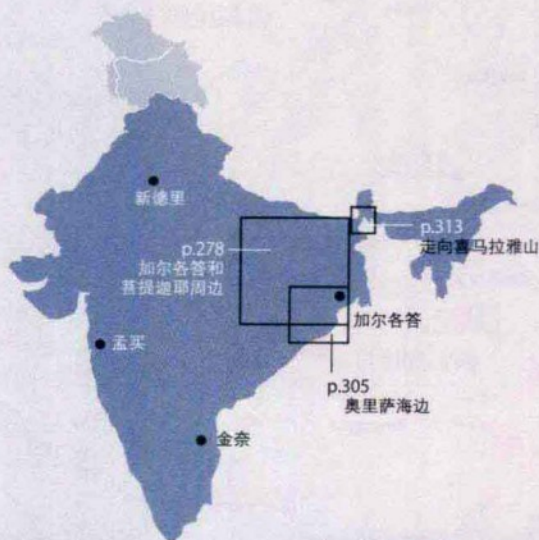 新德里
p.278
加尔各答和
菩提迦耶周边
p.313
走向喜马拉雅山
加尔各答
孟买
p.305
奥里萨海边
金奈